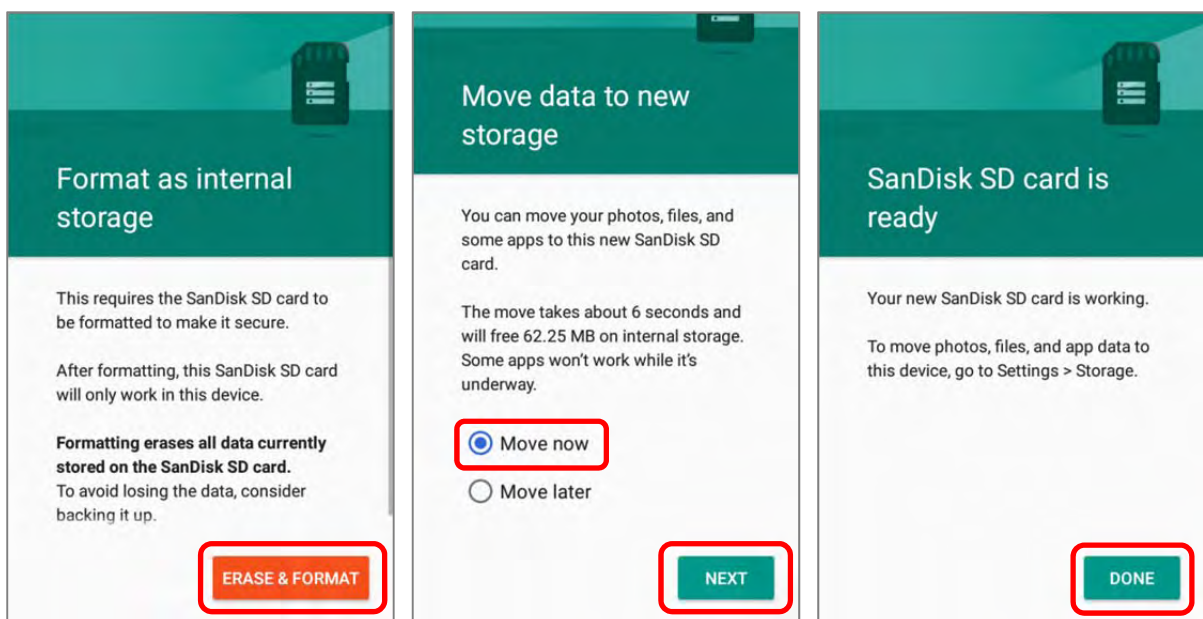 Format as internal
storage
This requires the SanDisk SD card to
be formatted to make it secure.
After formatting, this SanDisk SD card
will only work in this device.
Formatting erases all data currently
stored on the SanDisk SD card.
To avoid losing the data, consider
backing it up.
ERASE & FORMAT
Move data to new
storage
You can move your photos, files, and
some apps to this new SanDisk SD
card.
The move takes about 6 seconds and
will free 62.25 MB on internal storage.
Some apps won't work while it's
underway.
Move now
Move later
NEXT
SanDisk SD card is
ready
Your new SanDisk SD card is working.
To move photos, files, and app data to
this device, go to Settings > Storage.
DONE